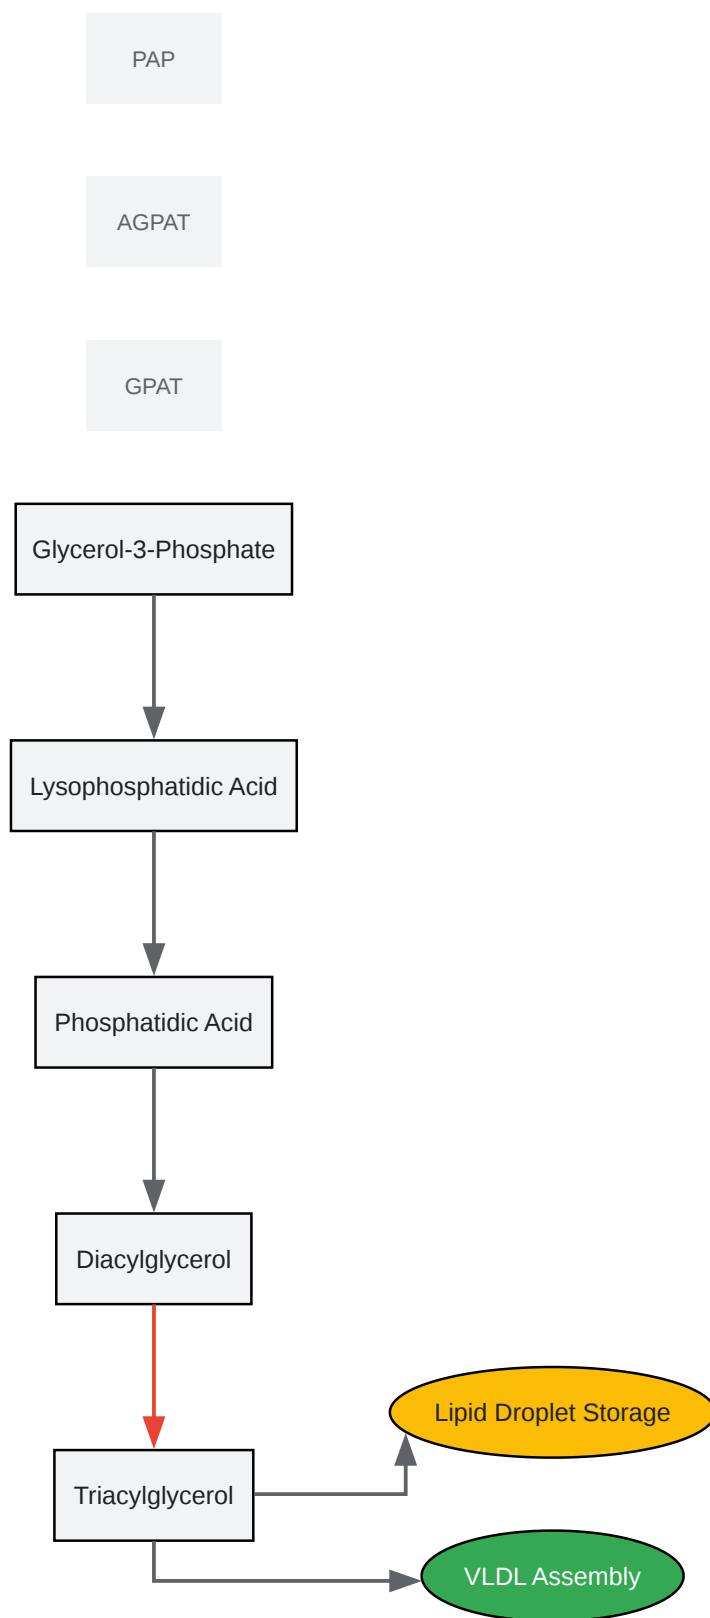 PAP
AGPAT
GPAT
Glycerol-3-Phosphate
Lysophosphatidic Acid
Phosphatidic Acid
Diacylglycerol
Lipid Droplet Storage
Triacylglycerol
VLDL Assembly